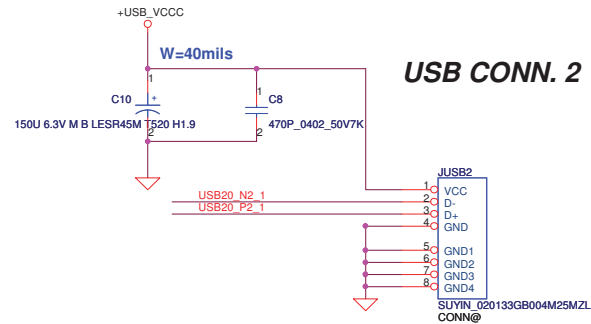 +USB_VCCC
W=40mils
USB CONN. 2
1
1
C10
+
C8
150U 6.3V M B LESR45M T520 H1.9
2
2
470P_0402_50V7K
JUSB2
1
VCC
USB20_N2_1
2
D-
USB20_P2_1
3
D+
4
GND
5
GND1
6
GND2
7
GND3
8
GND4
SUYIN_020133GB004M25MZL
CONN@